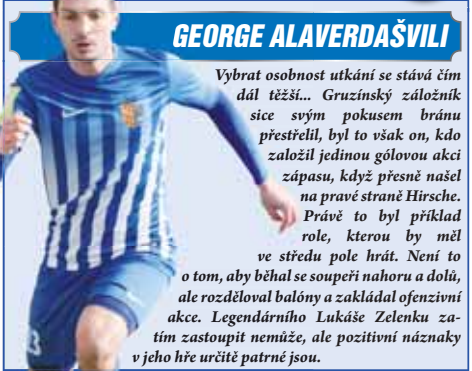 GEORGE ALAVERDAŠVILI
Vybrat osobnost utkání se stává čím
dál těžší... Gruzínský záložník
sice svým pokusem bránu
přestřelil, byl to však on, kdo
založil jedinou gólovou akci
zápasu, když přesně našel
na pravé straně Hirsche.
Právě to byl příklad
role, kterou by měl
ve středu pole hrát. Není to
o tom, aby běhal se soupeři nahoru a dolů,
ale rozděloval balóny a zakládal ofenzivní
akce. Legendárního Lukáše Zelenku za-
tím zastoupit nemůže, ale pozitivní náznaky
v jeho hře určitě patrné jsou.